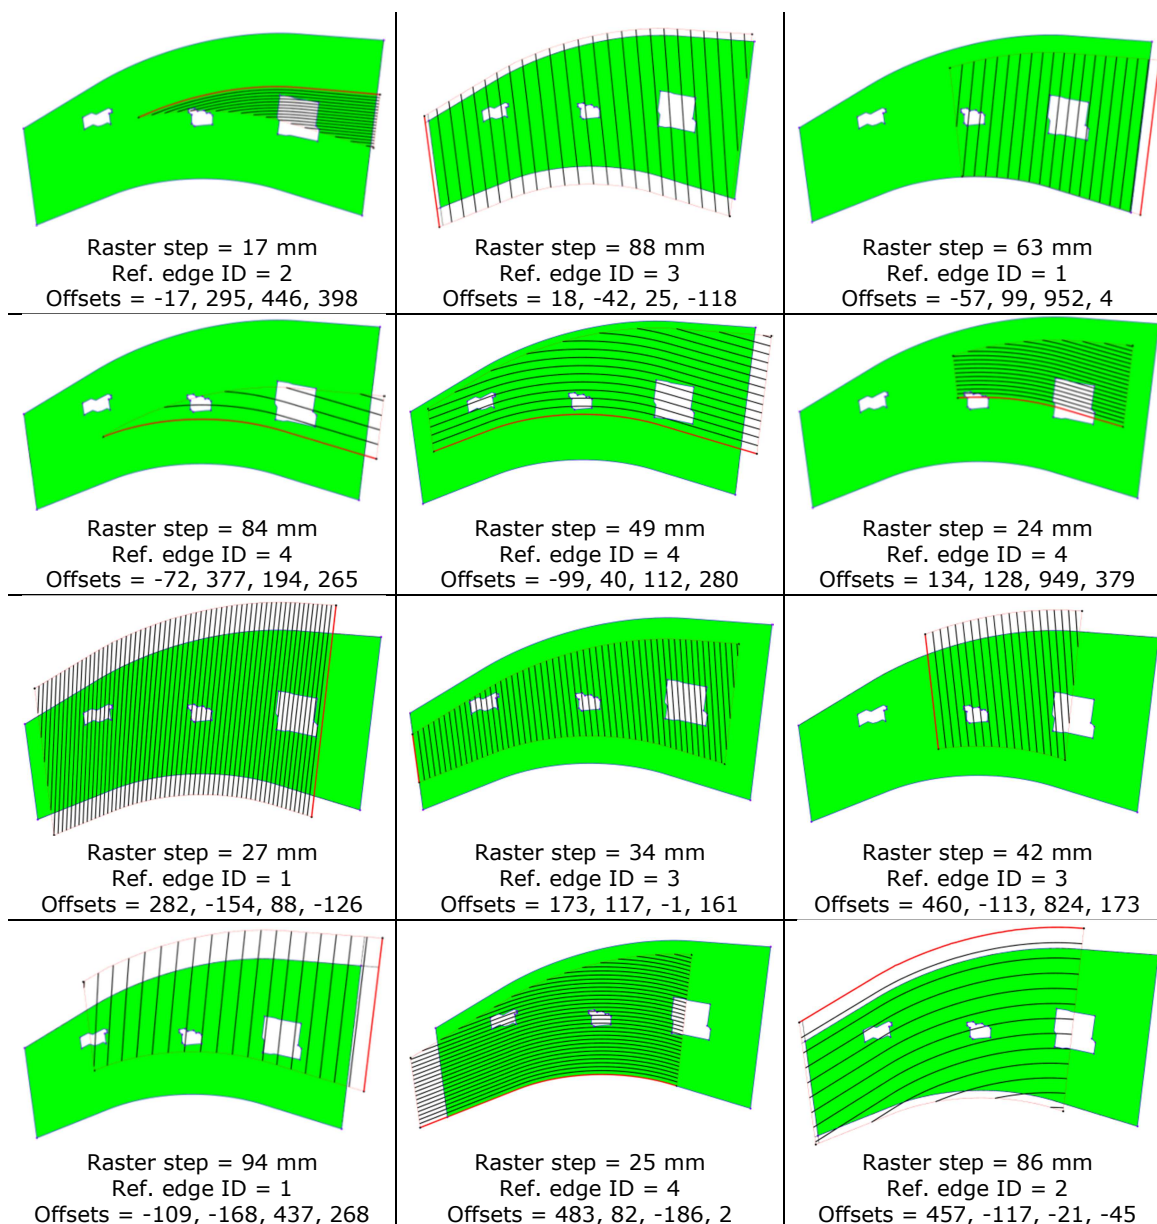 Raster step = 17 mm
Ref. edge ID = 2
Offsets = -17, 295, 446, 398
Raster step = 88 mm
Ref. edge ID = 3
Offsets = 18, -42, 25, -118
Raster step = 63 mm
Ref. edge ID = 1
Offsets = -57, 99, 952, 4
Raster step = 84 mm
Ref. edge ID = 4
Offsets = -72, 377, 194, 265
Raster step = 49 mm
Ref. edge ID = 4
Offsets = -99, 40, 112, 280
Raster step = 24 mm
Ref. edge ID = 4
Offsets = 134, 128, 949, 379
Raster step = 27 mm
Ref. edge ID = 1
Offsets = 282, -154, 88, -126
Raster step = 34 mm
Ref. edge ID = 3
Offsets = 173, 117, -1, 161
Raster step = 42 mm
Ref. edge ID = 3
Offsets = 460, -113, 824, 173
Raster step = 94 mm
Ref. edge ID = 1
Offsets = -109, -168, 437, 268
Raster step = 25 mm
Ref. edge ID = 4
Offsets = 483, 82, -186, 2
Raster step = 86 mm
Ref. edge ID = 2
Offsets = 457, -117, -21, -45